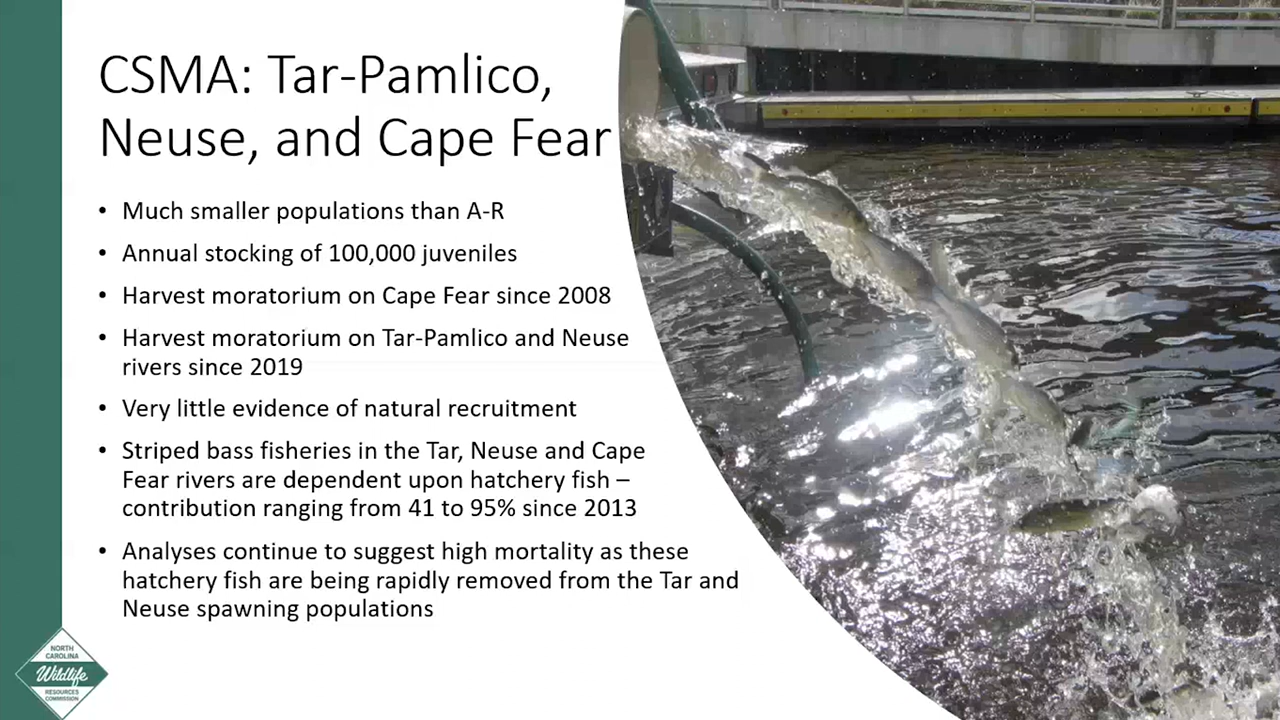 CSMA: Tar-Pamlico,
Neuse, and Cape Fear
• Much smaller populations than A-R
• Annual stocking of 100,000 juveniles
• Harvest moratorium on Cape Fear since 2008
• Harvest moratorium on Tar-Pamlico and Neuse
rivers since 2019
• Very little evidence of natural recruitment
• Striped bass fisheries in the Tar, Neuse and Cape
Fear rivers are dependent upon hatchery fish –
contribution ranging from 41 to 95% since 2013
• Analyses continue to suggest high mortality as these
hatchery fish are being rapidly removed from the Tar and
Neuse spawning populations
NORTH
CAROLINA
Wildlife
RESOURCES
COMMISSION